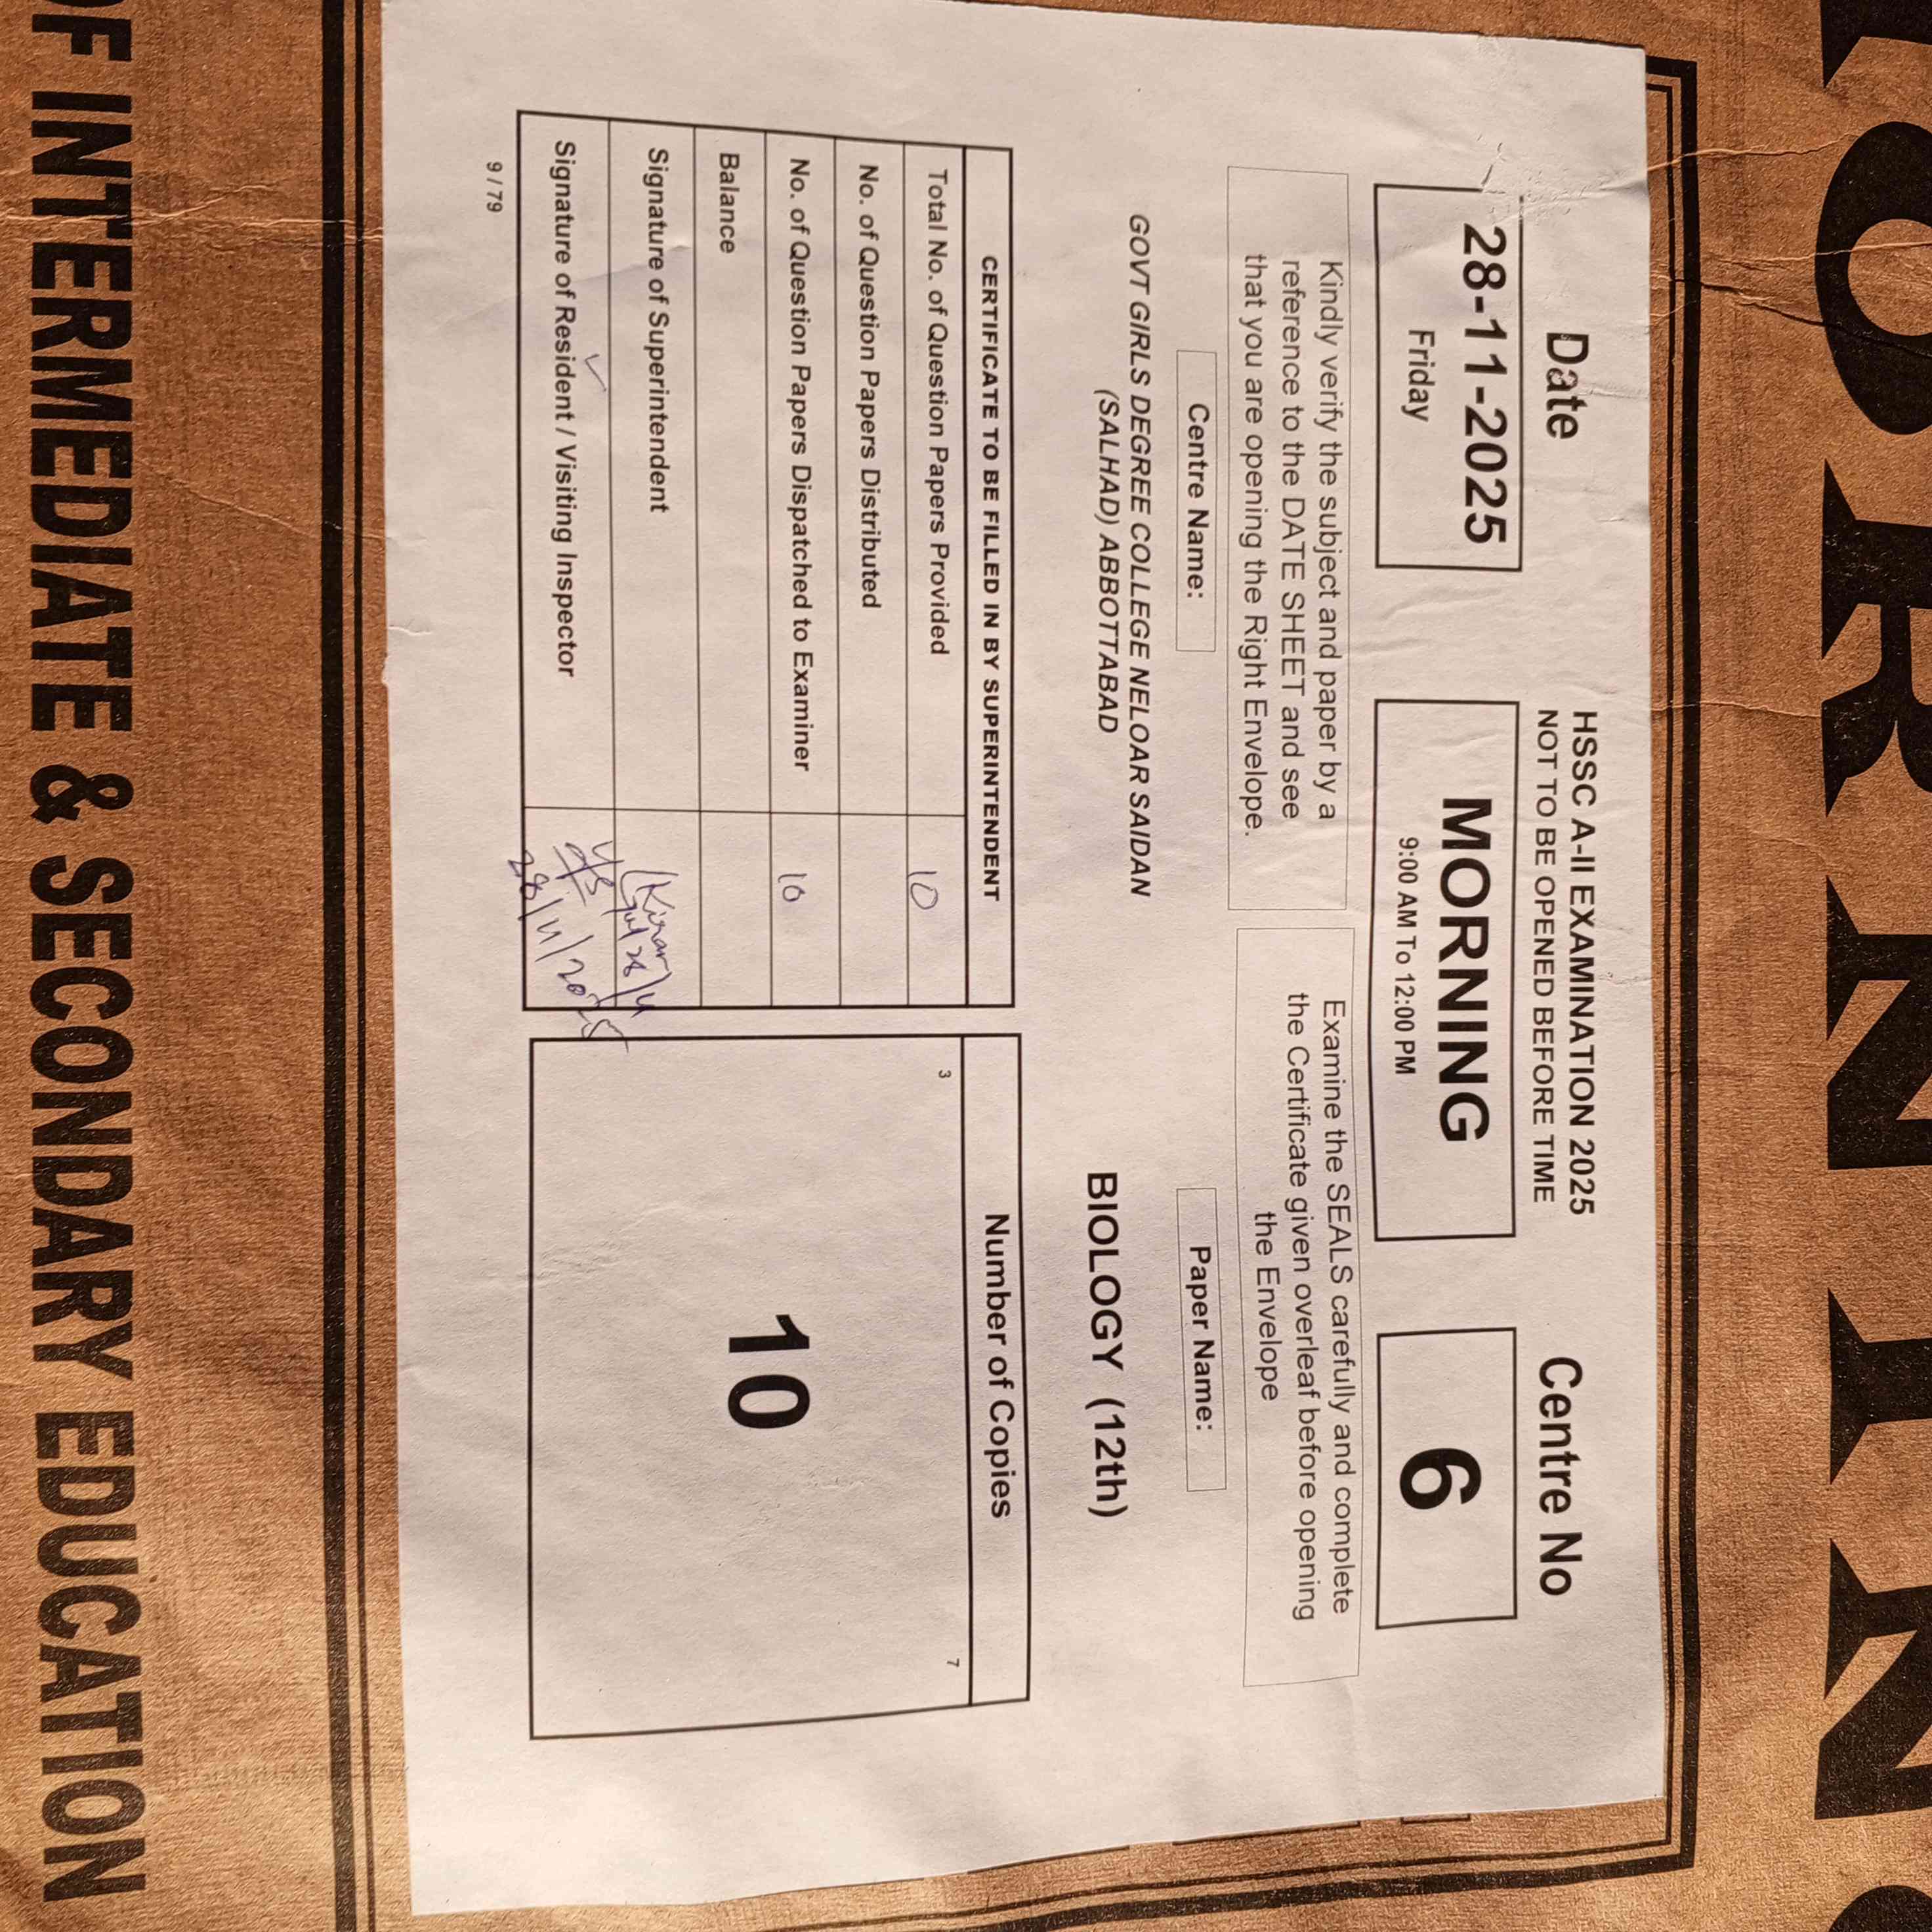 MORNING
Date
28-11-2025
Friday
HSSC A-II EXAMINATION 2025
NOT TO BE OPENED BEFORE TIME
MORNING
9:00 AM To 12:00 PM
Centre No
6
Kindly verify the subject and paper by a
reference to the DATE SHEET and see
that you are opening the Right Envelope.
Examine the SEALS carefully and complete
the Certificate given overleaf before opening
the Envelope
Centre Name:
GOVT GIRLS DEGREE COLLEGE NELOAR SAIDAN
(SALHAD) ABBOTTABAD
Paper Name:
BIOLOGY (12th)
CERTIFICATE TO BE FILLED IN BY SUPERINTENDENT
Total No. of Question Papers Provided 10
No. of Question Papers Distributed
No. of Question Papers Dispatched to Examiner 10
Balance
Signature of Superintendent
Signature of Resident / Visiting Inspector
28/11/2025
9 / 79
Number of Copies
3 7
10
OF INTERMEDIATE & SECONDARY EDUCATION